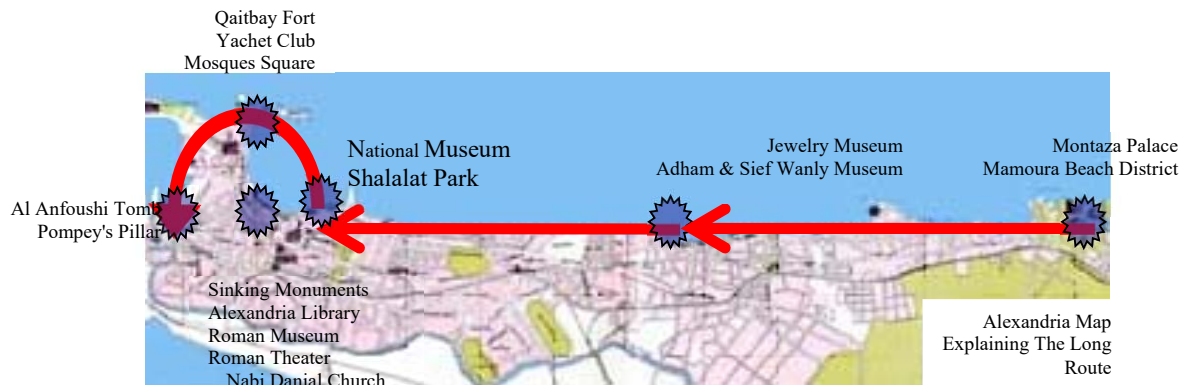 Qaitbay Fort
Yachet Club
Mosques Square
National Museum
Shalalat Park
Jewelry Museum
Adham & Sief Wanly Museum
Montaza Palace
Mamoura Beach District
Al Anfoushi Tomb
Pompey's Pillar
Sinking Monuments
Alexandria Library
Roman Museum
Roman Theater
Nabi Danial Church
Alexandria Map
Explaining The Long
Route